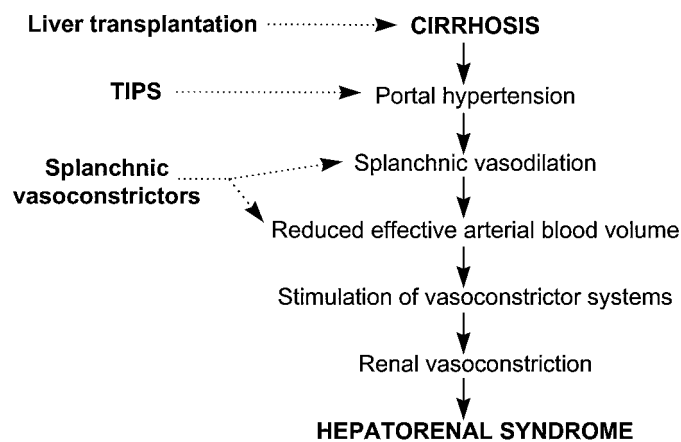 Liver transplantation
CIRRHOSIS
TIPS
Portal hypertension
Splanchnic
vasoconstrictors
Splanchnic vasodilation
Reduced effective arterial blood volume
Stimulation of vasoconstrictor systems
Renal vasoconstriction
HEPATORENAL SYNDROME